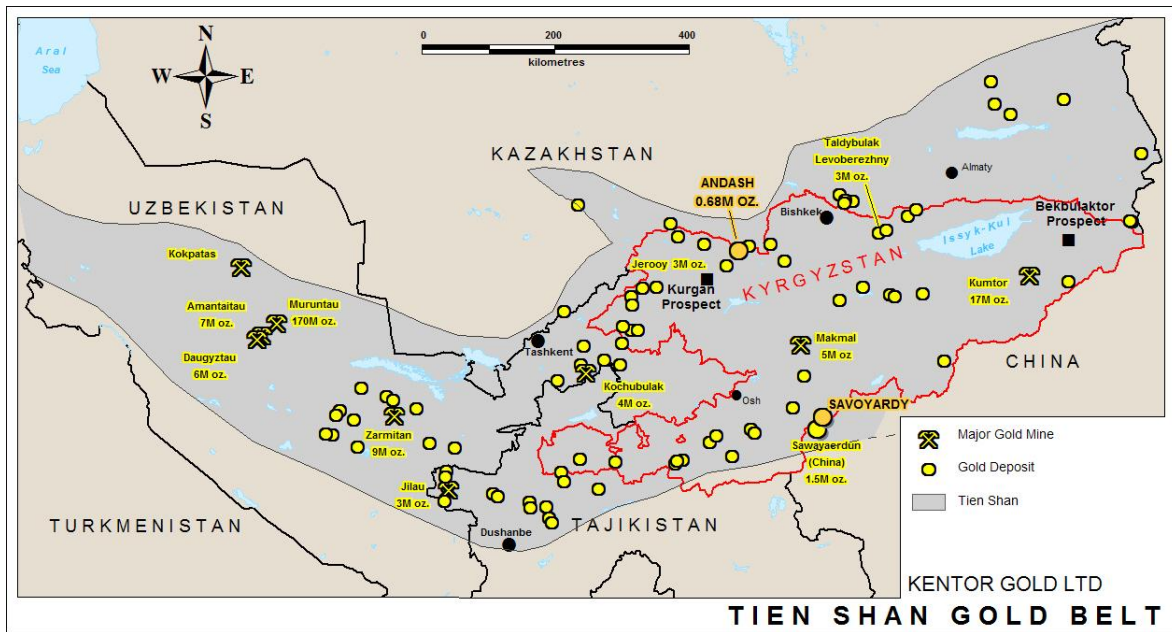 Aral
Sea
N
W E
S
0 200 400
kilometres
KAZAKHSTAN
UZBEKISTAN
Taldybulak
Levoberezhny
3M oz.
Almaty
ANDASH
0.68M OZ.
Bishkek
Bekbulaktor
Prospect
Issyk-Kul
Lake
KYRGYZSTAN
Kokpatas
Jerooy 3M oz.
Kurgan
Prospect
Kumtor
17M oz.
Amantaitau
7M oz.
Muruntau
170M oz.
Daugyztau
6M oz.
Tashkent
Makmal
5M oz
CHINA
Kochubulak
4M oz.
Osh
SAVOYARDY
Zarmitan
9M oz.
Sawayaerdun
(China)
1.5M oz.
Jilau
3M oz.
TURKMENISTAN
Dushanbe
TAJIKISTAN
Major Gold Mine
Gold Deposit
Tien Shan
KENTOR GOLD LTD
TIEN SHAN GOLD BELT